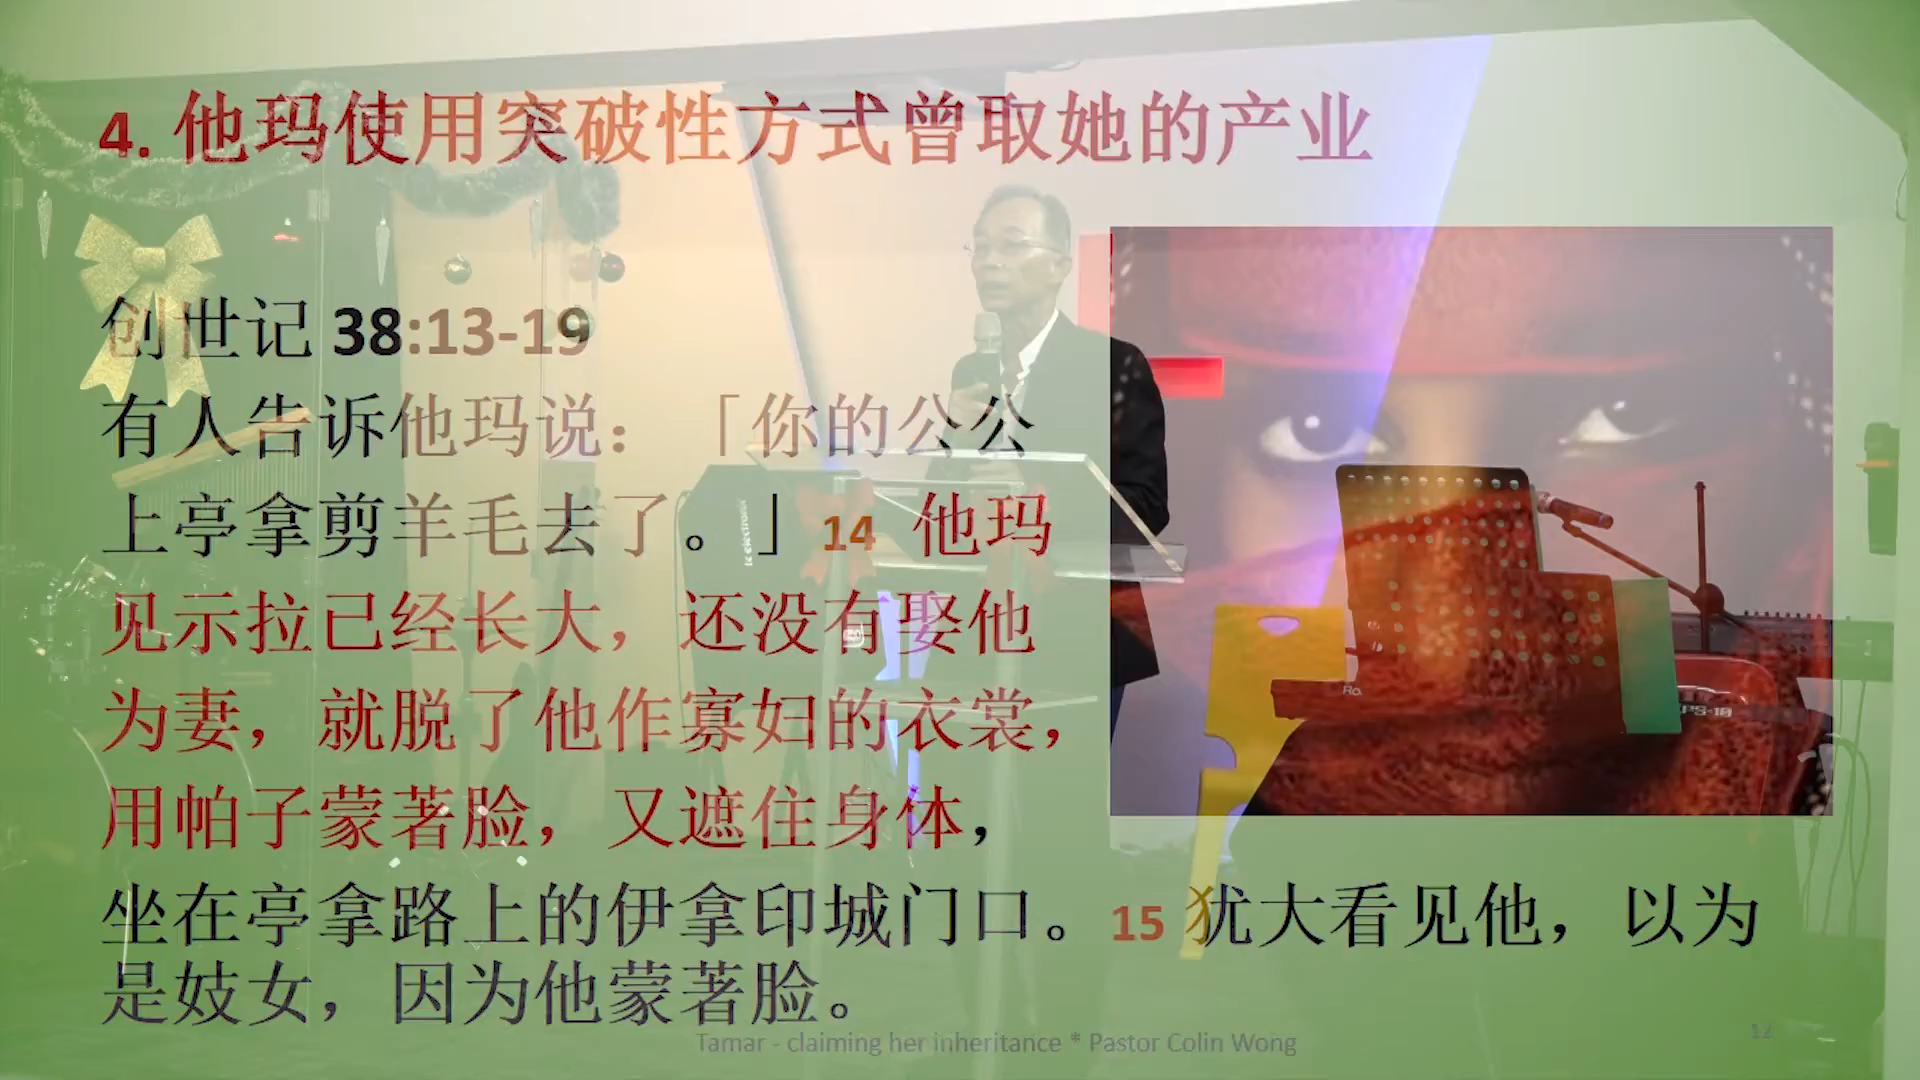 4. 他玛使用突破性方式曾取她的产业
创世记 38:13-19
有人告诉他玛说：「你的公公
上亭拿剪羊毛去了。」14 他玛
见示拉已经长大，还没有娶他
为妻，就脱了他作寡妇的衣裳，
用帕子蒙著脸，又遮住身体，
坐在亭拿路上的伊拿印城门口。15 犹大看见他，以为
是妓女，因为他蒙著脸。
Tamar - claiming her inheritance * Pastor Colin Wong
12
tc electronic
Ro
PS-10